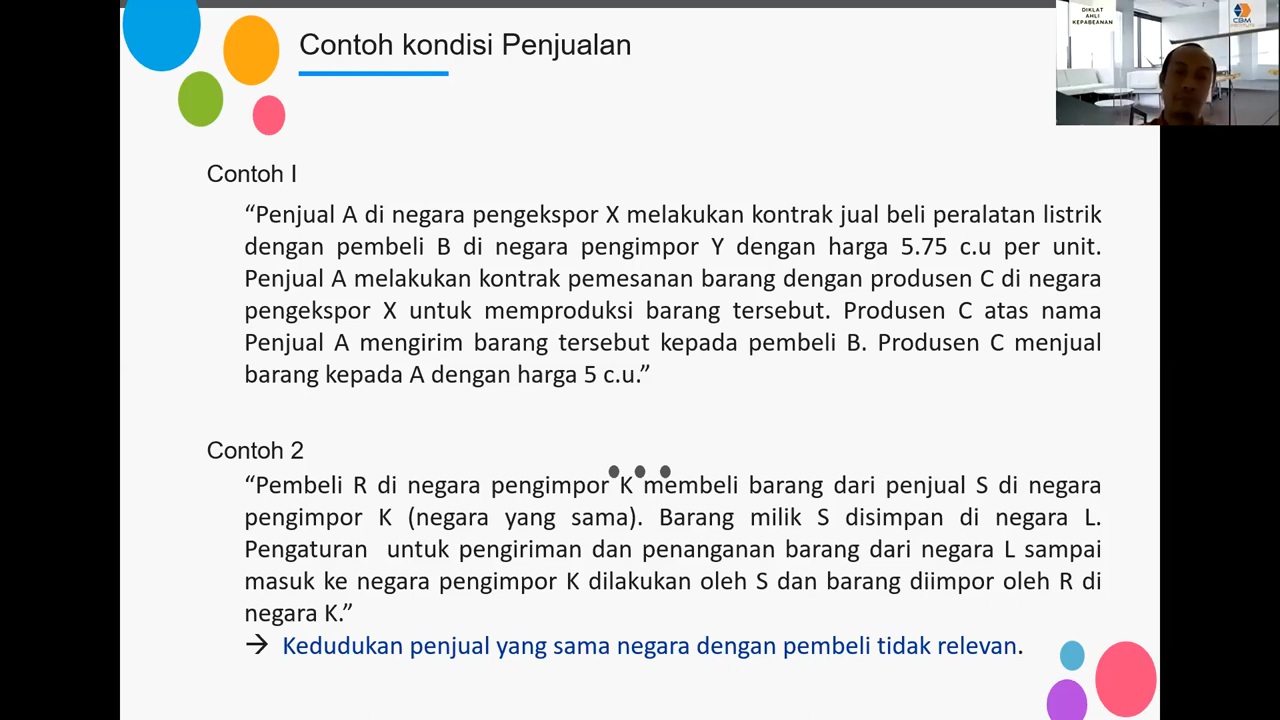 Contoh kondisi Penjualan
DIKLAT
AHLI
KEPABEANAN
CBM
Contoh I
“Penjual A di negara pengekspor X melakukan kontrak jual beli peralatan listrik
dengan pembeli B di negara pengimpor Y dengan harga 5.75 c.u per unit.
Penjual A melakukan kontrak pemesanan barang dengan produsen C di negara
pengekspor X untuk memproduksi barang tersebut. Produsen C atas nama
Penjual A mengirim barang tersebut kepada pembeli B. Produsen C menjual
barang kepada A dengan harga 5 c.u.”
Contoh 2
“Pembeli R di negara pengimpor K membeli barang dari penjual S di negara
pengimpor K (negara yang sama). Barang milik S disimpan di negara L.
Pengaturan untuk pengiriman dan penanganan barang dari negara L sampai
masuk ke negara pengimpor K dilakukan oleh S dan barang diimpor oleh R di
negara K.”
→ Kedudukan penjual yang sama negara dengan pembeli tidak relevan.